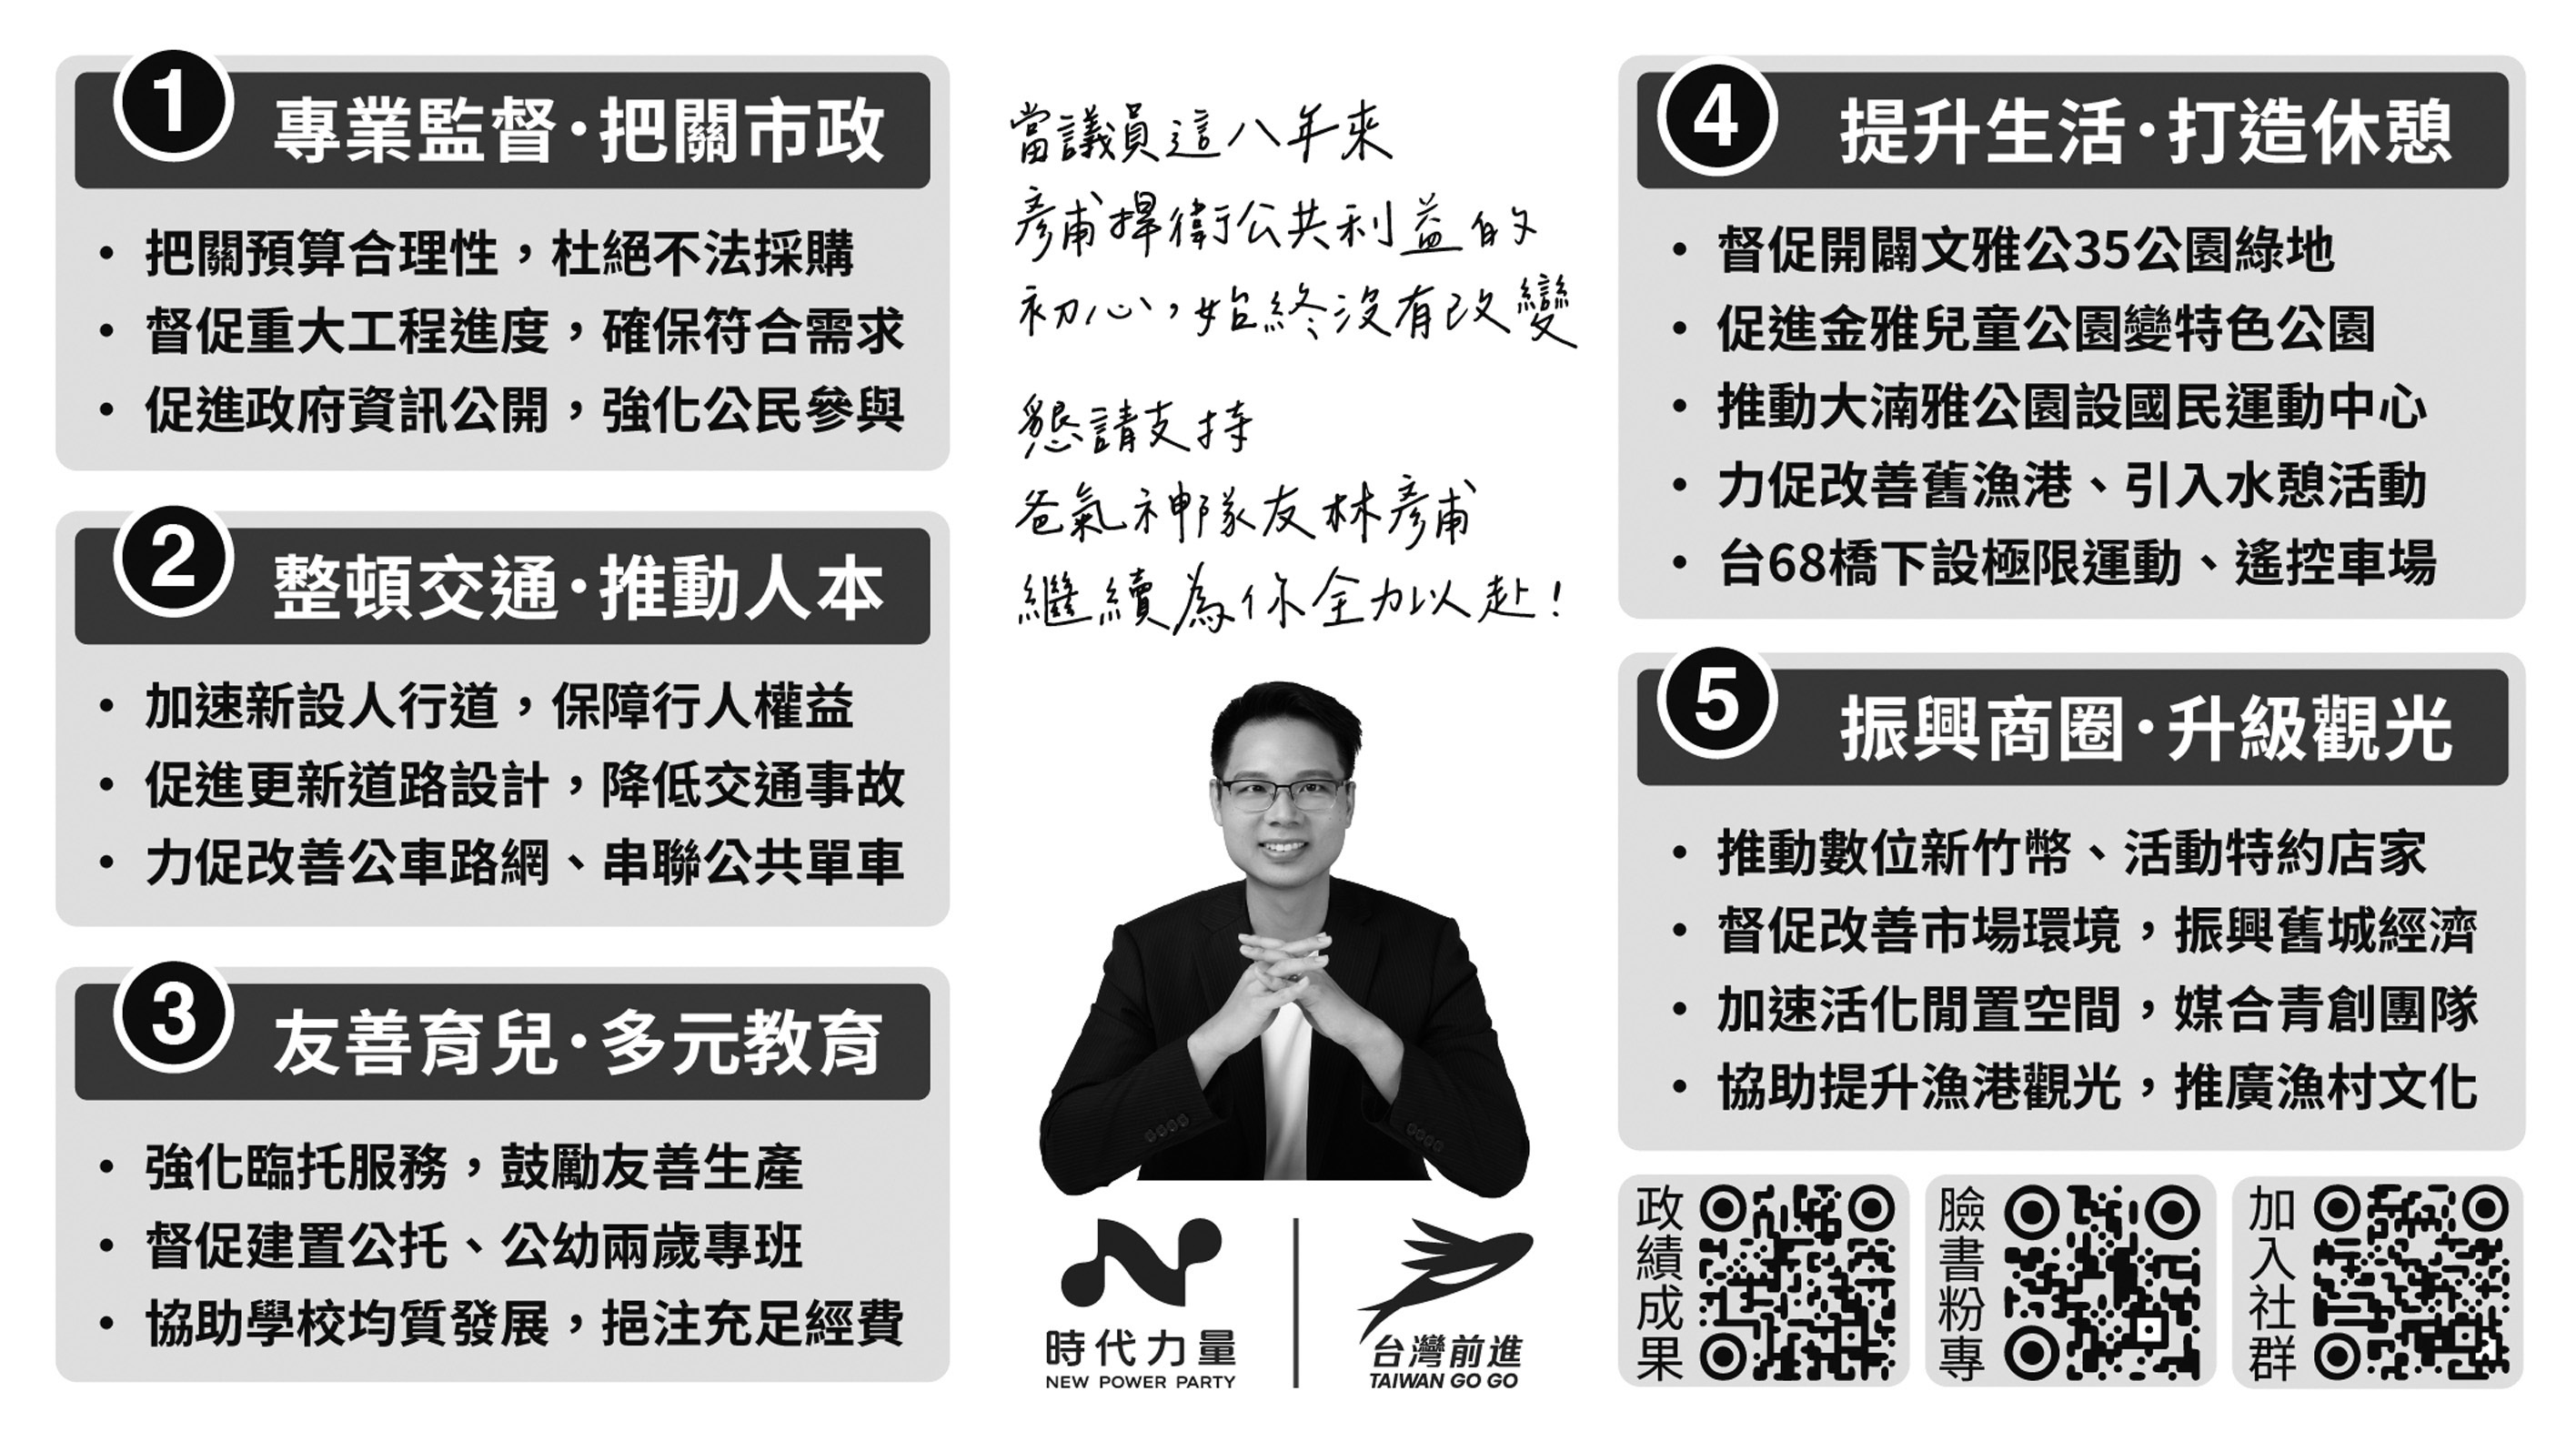 1
專業監督·把關市政
• 把關預算合理性，杜絕不法採購
• 督促重大工程進度，確保符合需求
• 促進政府資訊公開，強化公民參與
2
整頓交通·推動人本
• 加速新設人行道，保障行人權益
• 促進更新道路設計，降低交通事故
• 力促改善公車路網、串聯公共單車
3
友善育兒·多元教育
• 強化臨托服務，鼓勵友善生產
• 督促建置公托、公幼兩歲專班
• 協助學校均質發展，挹注充足經費
當議員這八年來
彥甫捍衛公共利益的
初心，始終沒有改變
懇請支持
爸氣神隊友林彥甫
繼續為你全力以赴！
時代力量
NEW POWER PARTY
台灣前進
TAIWAN GO GO
4
提升生活·打造休憩
• 督促開闢文雅公35公園綠地
• 促進金雅兒童公園變特色公園
• 推動大湳雅公園設國民運動中心
• 力促改善舊漁港、引入水憩活動
• 台68橋下設極限運動、遙控車場
5
振興商圈·升級觀光
• 推動數位新竹幣、活動特約店家
• 督促改善市場環境，振興舊城經濟
• 加速活化閒置空間，媒合青創團隊
• 協助提升漁港觀光，推廣漁村文化
政績成果
臉書粉專
加入社群